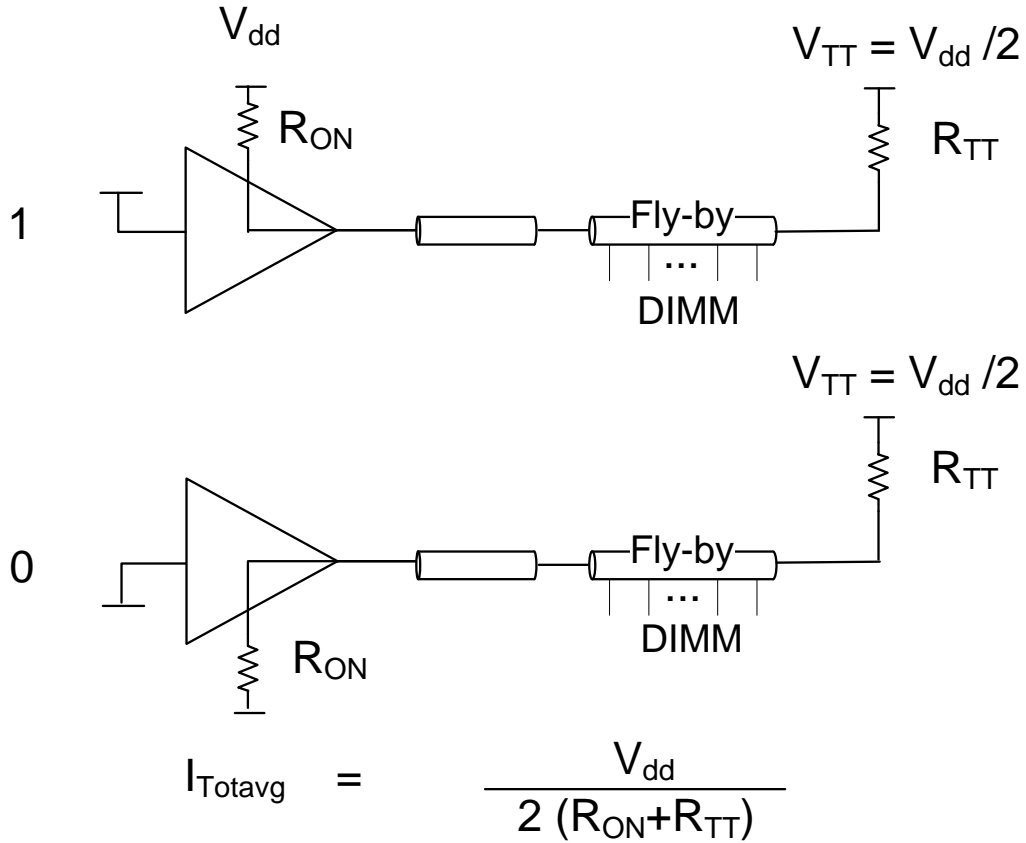 V_dd
V_TT = V_dd /2
R_ON
R_TT
1
Fly-by
...
DIMM
V_TT = V_dd /2
R_TT
0
Fly-by
...
DIMM
R_ON
I_Totavg = V_dd
2 (R_ON+R_TT)